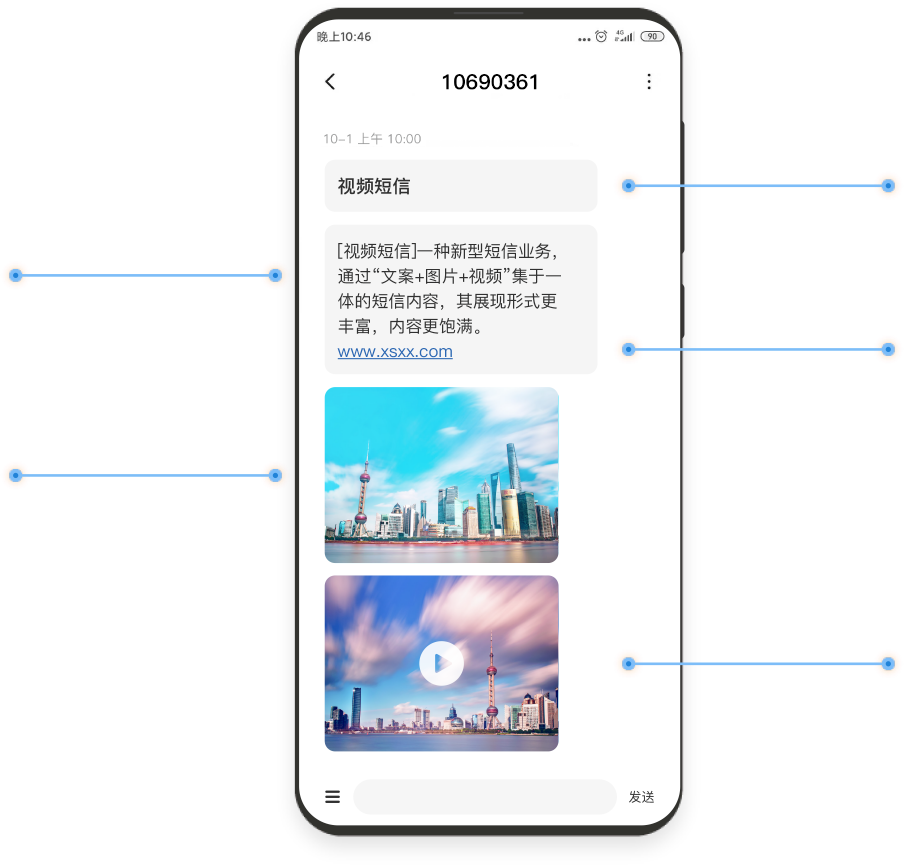 晚上10:46
4G
90
10690361
10-1 上午 10:00
视频短信
[视频短信]一种新型短信业务，
通过“文案+图片+视频”集于一
体的短信内容，其展现形式更
丰富，内容更饱满。
www.xsxx.com
发送